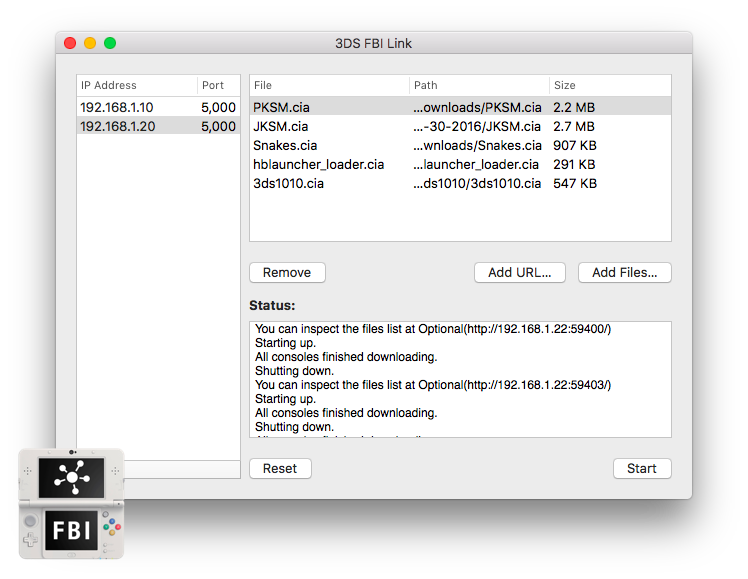 3DS FBI Link
IP Address Port
192.168.1.10 5,000
192.168.1.20 5,000
File Path Size
PKSM.cia ...ownloads/PKSM.cia 2.2 MB
JKSM.cia ...-30-2016/JKSM.cia 2.7 MB
Snakes.cia ...wnloads/Snakes.cia 907 KB
hblauncher_loader.cia ...launcher_loader.cia 291 KB
3ds1010.cia ...ds1010/3ds1010.cia 547 KB
Remove Add URL... Add Files...
Status:
You can inspect the files list at Optional(http://192.168.1.22:59400/)
Starting up.
All consoles finished downloading.
Shutting down.
You can inspect the files list at Optional(http://192.168.1.22:59403/)
Starting up.
All consoles finished downloading.
Shutting down.
Reset Start
FBI